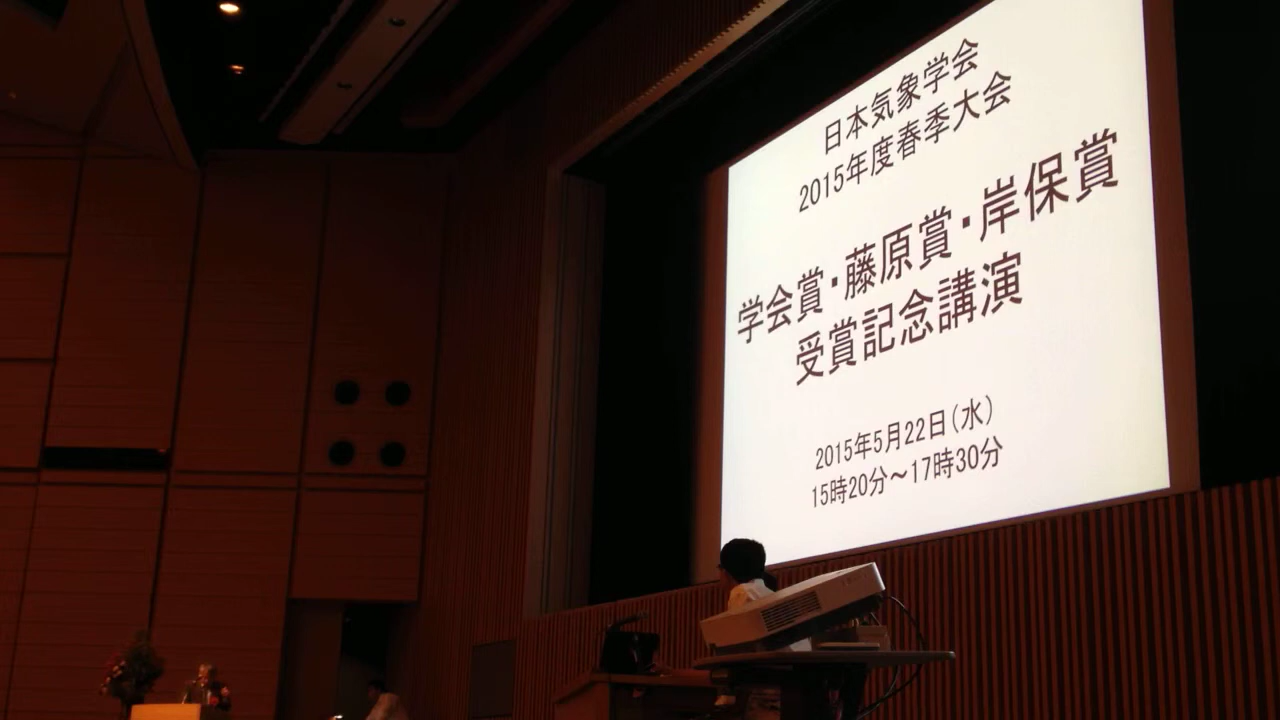 日本気象学会
2015年度春季大会
学会賞・藤原賞・岸保賞
受賞記念講演
2015年5月22日(水)
15時20分～17時30分